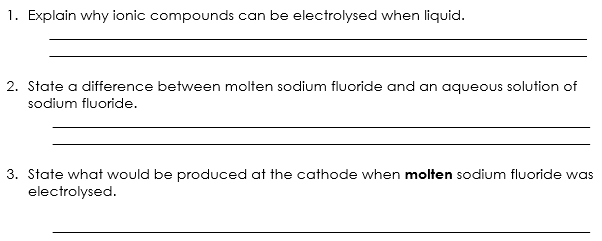 1. Explain why ionic compounds can be electrolysed when liquid.
2. State a difference between molten sodium fluoride and an aqueous solution of
sodium fluoride.
3. State what would be produced at the cathode when molten sodium fluoride was
electrolysed.